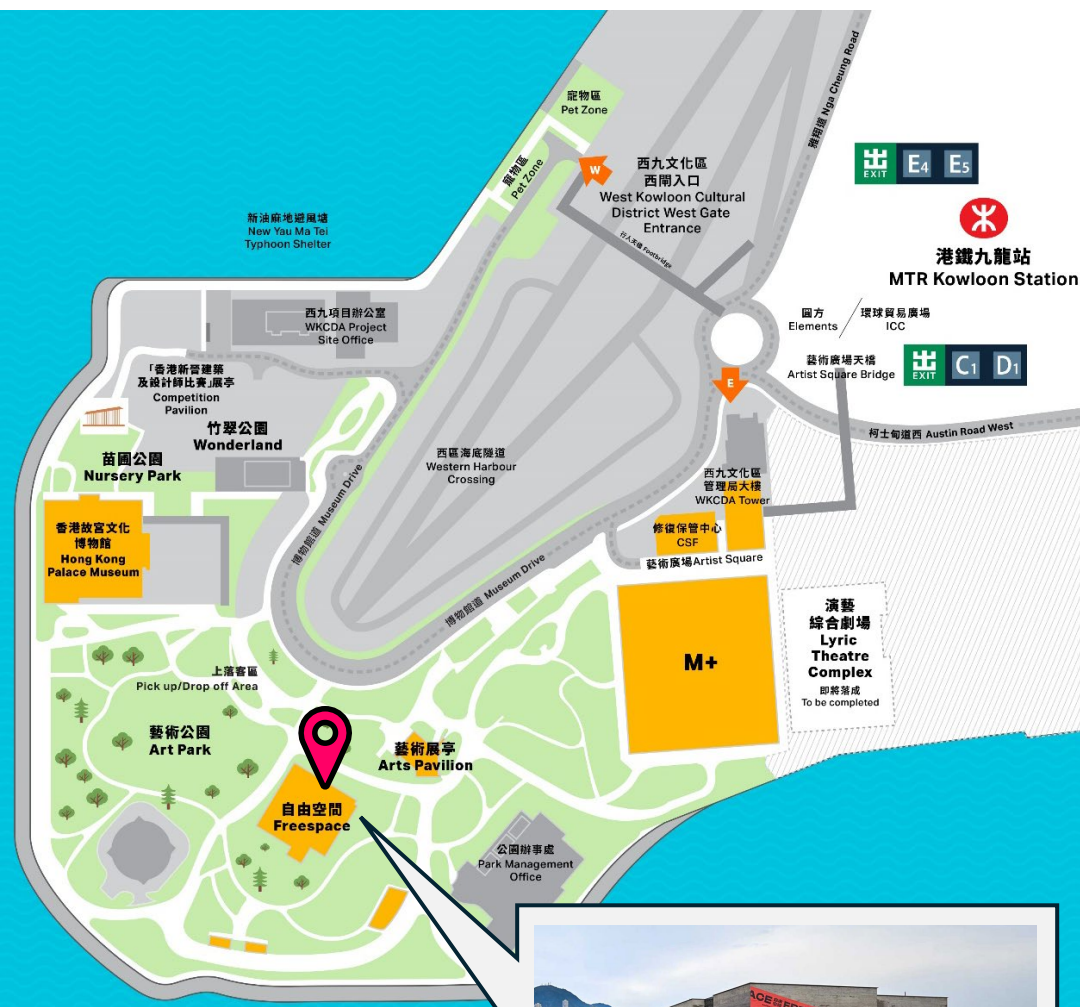 寵物區
Pet Zone
寵物區
Pet Zone
雅翔道 Nga Cheung Road
W
西九文化區
西閘入口
West Kowloon Cultural
District West Gate
Entrance
行人天橋 Footbridge
出
EXIT
E4
E5
港鐵九龍站
MTR Kowloon Station
新油麻地避風塘
New Yau Ma Tei
Typhoon Shelter
圓方
Elements
環球貿易廣場
ICC
藝術廣場天橋
Artist Square Bridge
出
EXIT
C1
D1
E
柯士甸道西 Austin Road West
西九項目辦公室
WKCDA Project
Site Office
「香港新晉建築
及設計師比賽」展亭
Competition
Pavilion
竹翠公園
Wonderland
苗圃公園
Nursery Park
西區海底隧道
Western Harbour
Crossing
西九文化區
管理局大樓
WKCDA Tower
修復保管中心
CSF
藝術廣場Artist Square
博物館道 Museum Drive
博物館道 Museum Drive
香港故宮文化
博物館
Hong Kong
Palace Museum
M+
演藝
綜合劇場
Lyric
Theatre
Complex
即將落成
To be completed
上落客區
Pick up/Drop off Area
藝術公園
Art Park
藝術展亭
Arts Pavilion
自由空間
Freespace
公園辦事處
Park Management
Office